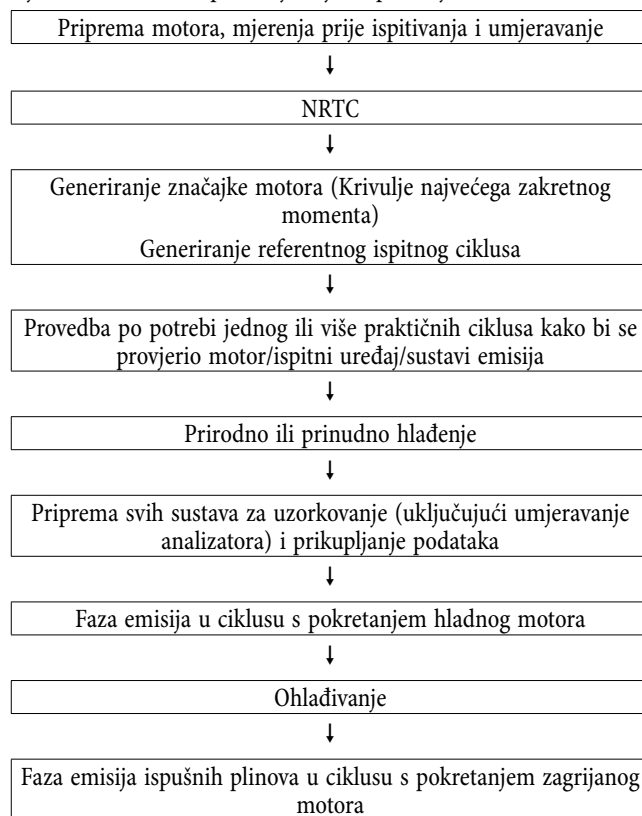 Priprema motora, mjerenja prije ispitivanja i umjeravanje
↓
NRTC
↓
Generiranje značajke motora (Krivulje najvećega zakretnog
momenta)
Generiranje referentnog ispitnog ciklusa
↓
Provedba po potrebi jednog ili više praktičnih ciklusa kako bi se
provjerio motor/ispitni uređaj/sustavi emisija
↓
Prirodno ili prinudno hlađenje
↓
Priprema svih sustava za uzorkovanje (uključujući umjeravanje
analizatora) i prikupljanje podataka
↓
Faza emisija u ciklusu s pokretanjem hladnog motora
↓
Ohlađivanje
↓
Faza emisija ispušnih plinova u ciklusu s pokretanjem zagrijanog
motora